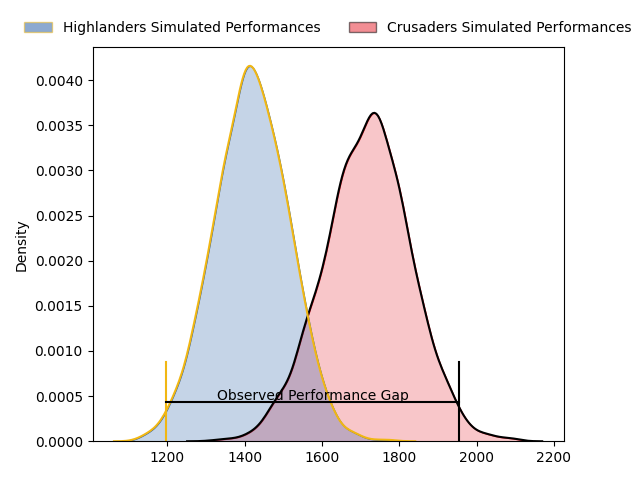 Highlanders Simulated Performances Crusaders Simulated Performances
0.0040
0.0035
0.0030
0.0025
0.0020
0.0015
0.0010
0.0005
0.0000
Density
Observed Performance Gap
1200 1400 1600 1800 2000 2200